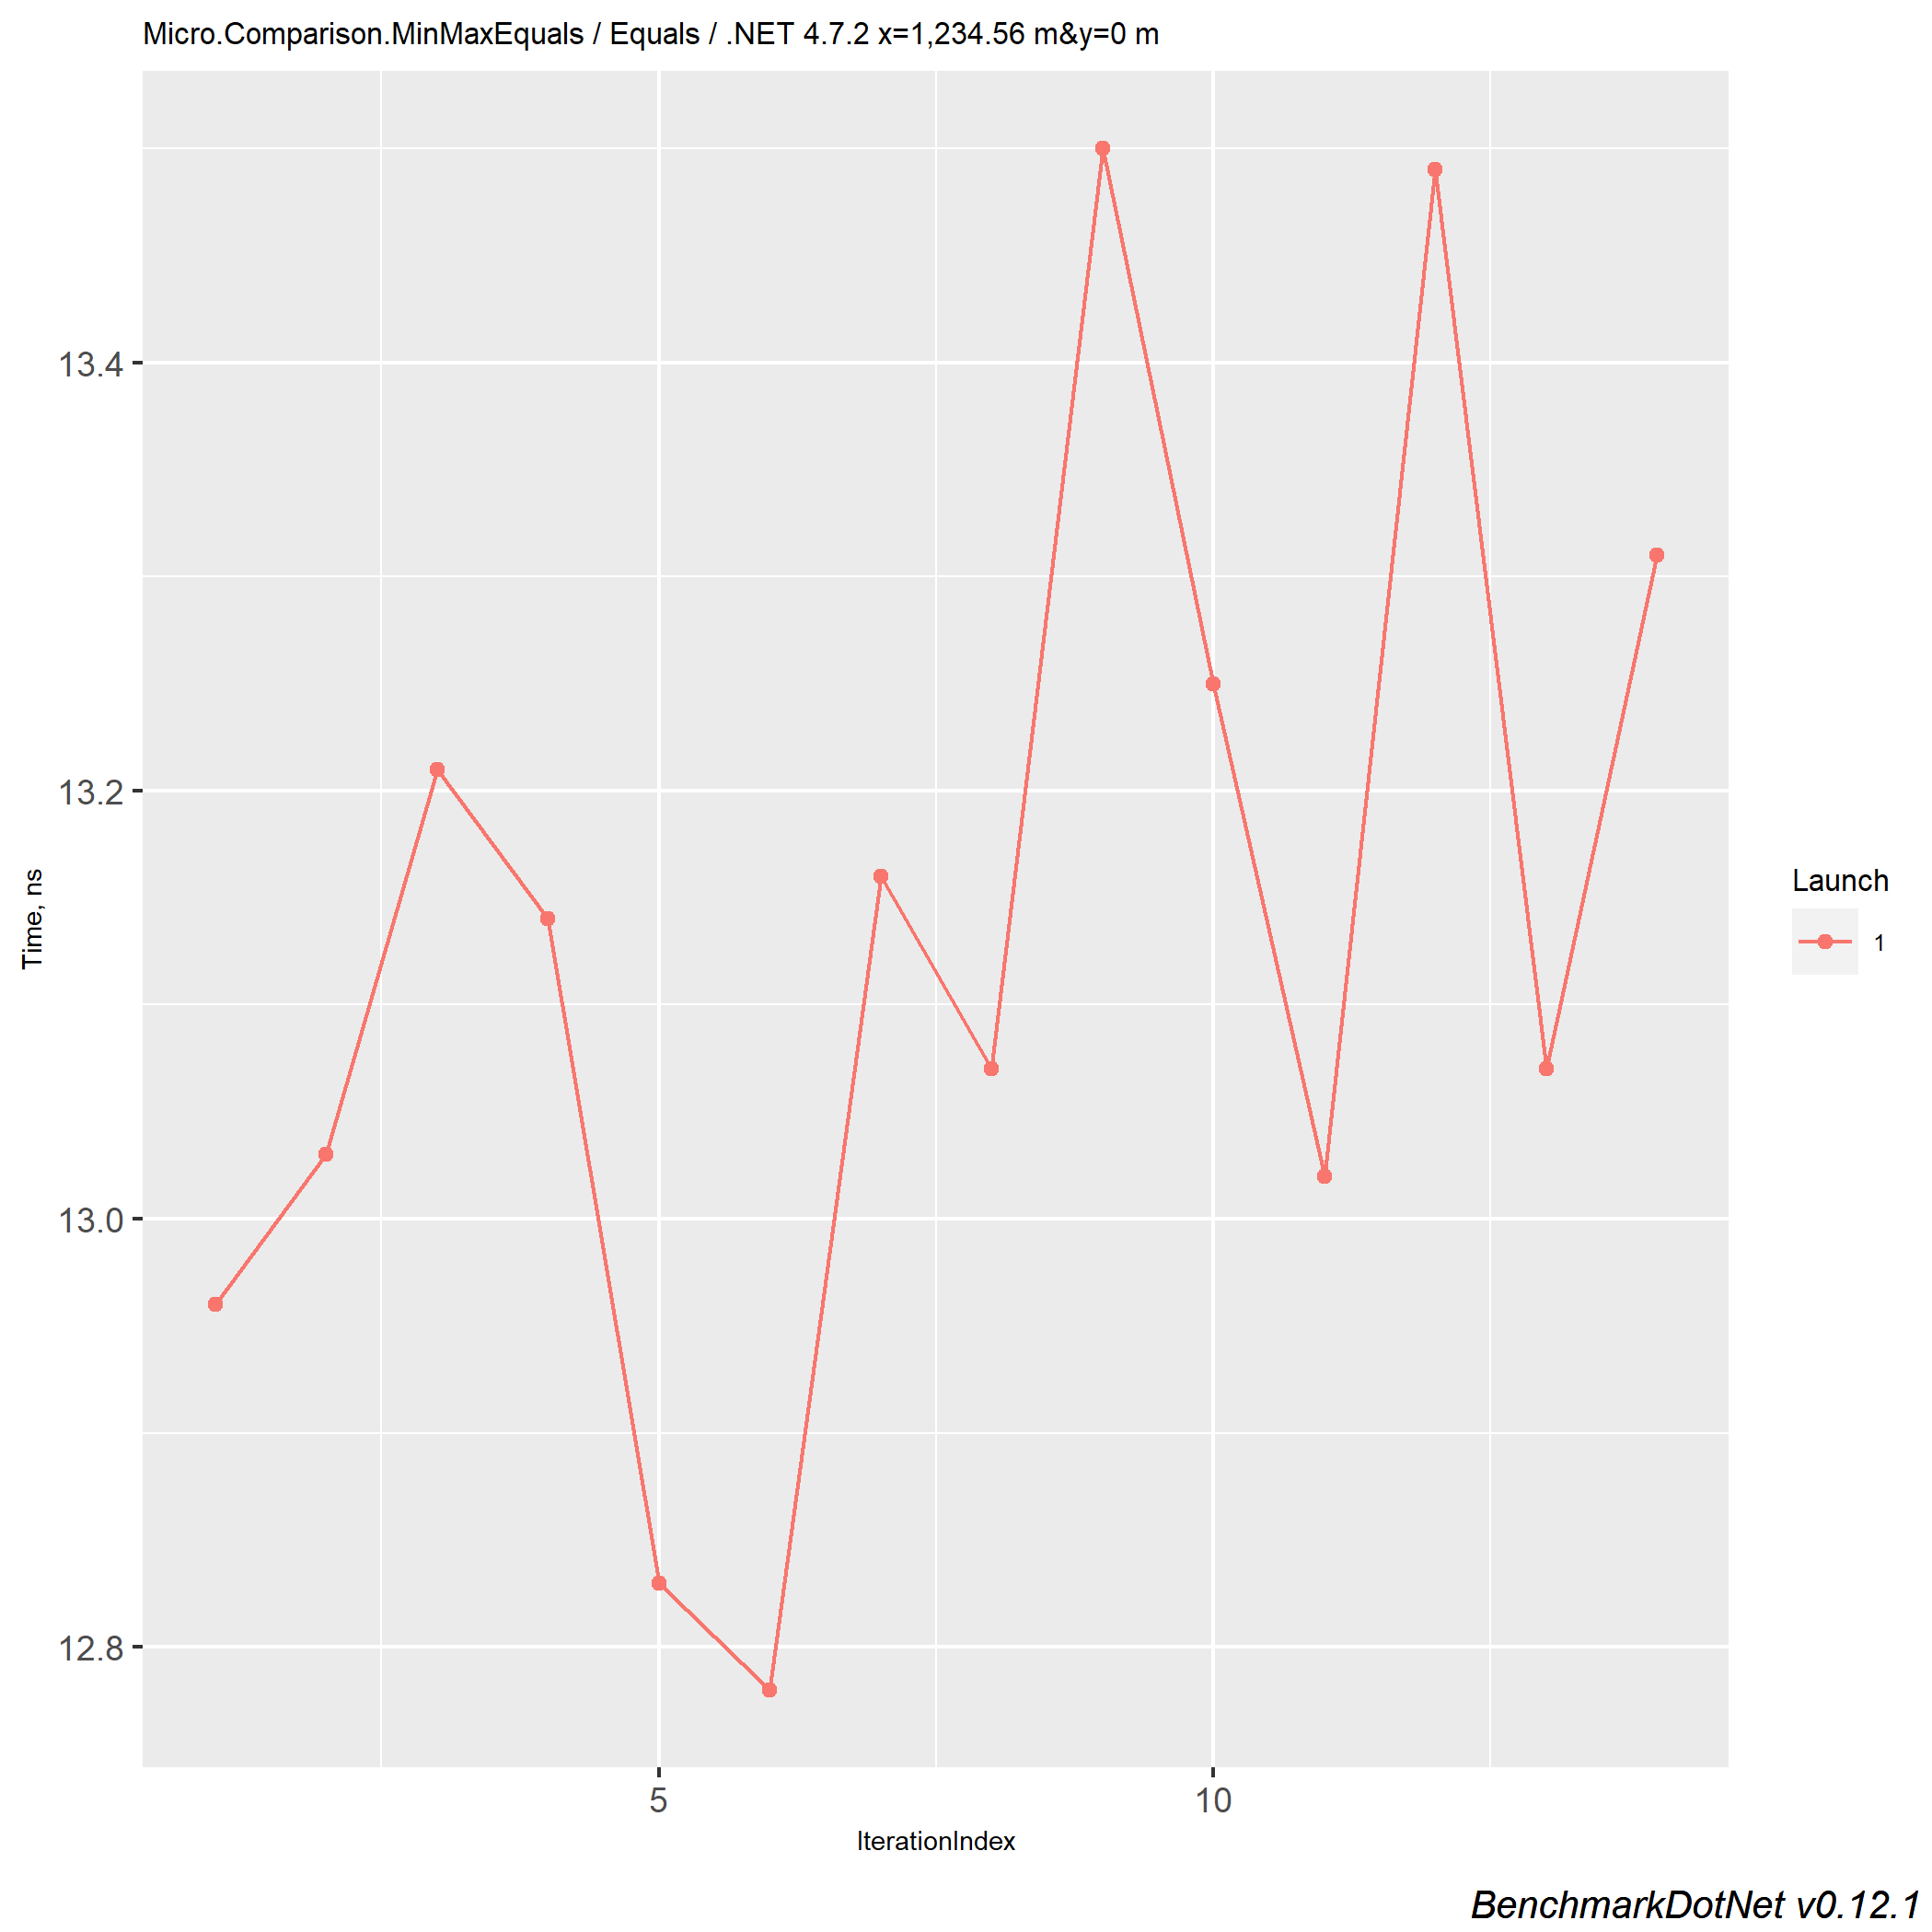 Micro.Comparison.MinMaxEquals / Equals / .NET 4.7.2 x=1,234.56 m&y=0 m
13.4
13.2
13.0
12.8
Time, ns
5
10
IterationIndex
Launch
1
BenchmarkDotNet v0.12.1